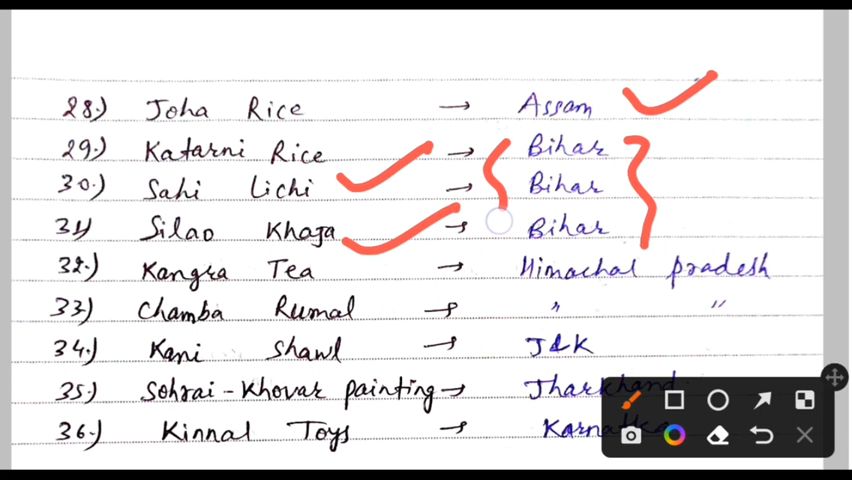 28.) Joha Rice → Assam
29.) Katarni Rice → Bihar
30.) Sahi Lichi → Bihar
31) Silao Khaja → Bihar
32.) Kangra Tea → Himachal pradesh
33.) Chamba Rumal → " "
34.) Kani Shawl → J&K
35.) Sohrai-Khovar painting → Jharkhand
36.) Kinnal Toys → Karnatka